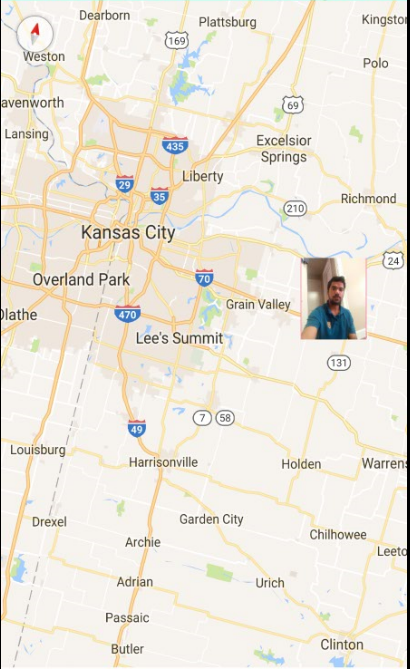 Dearborn
Plattsburg
Kingsto
169
Weston
Polo
avenworth
69
Lansing
435
Excelsior
Springs
29
35
Liberty
Richmond
210
Kansas City
24
70
Overland Park
Grain Valley
470
Olathe
Lee's Summit
131
7
58
49
Louisburg
Harrisonville
Holden
Warrens
Drexel
Garden City
Chilhowee
Archie
Leeto
Adrian
Urich
Passaic
Butler
Clinton